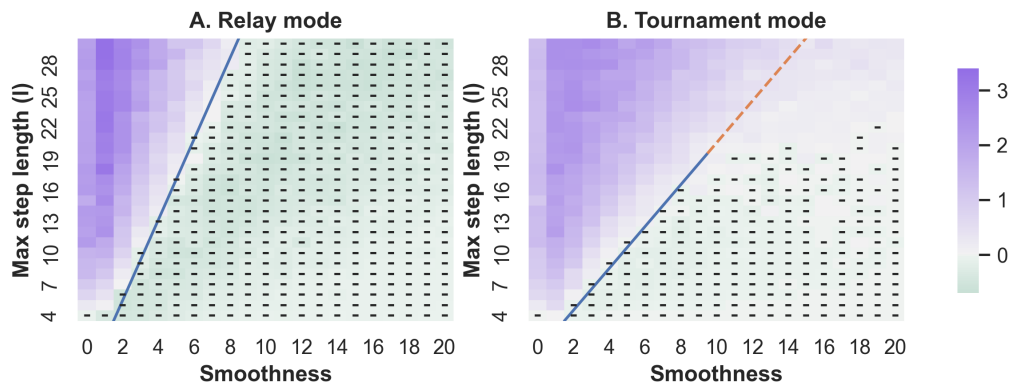 A. Relay mode
B. Tournament mode
Max step length (l)
28
25
22
19
16
13
10
7
4
0 2 4 6 8 10 12 14 16 18 20
Smoothness
Max step length (l)
28
25
22
19
16
13
10
7
4
0 2 4 6 8 10 12 14 16 18 20
Smoothness
3
2
1
0